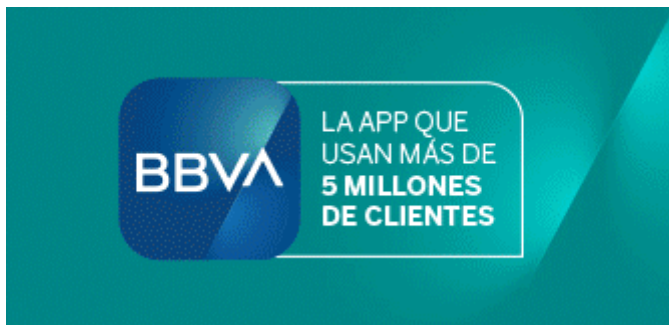 BBVA
LA APP QUE
USAN MÁS DE
5 MILLONES
DE CLIENTES